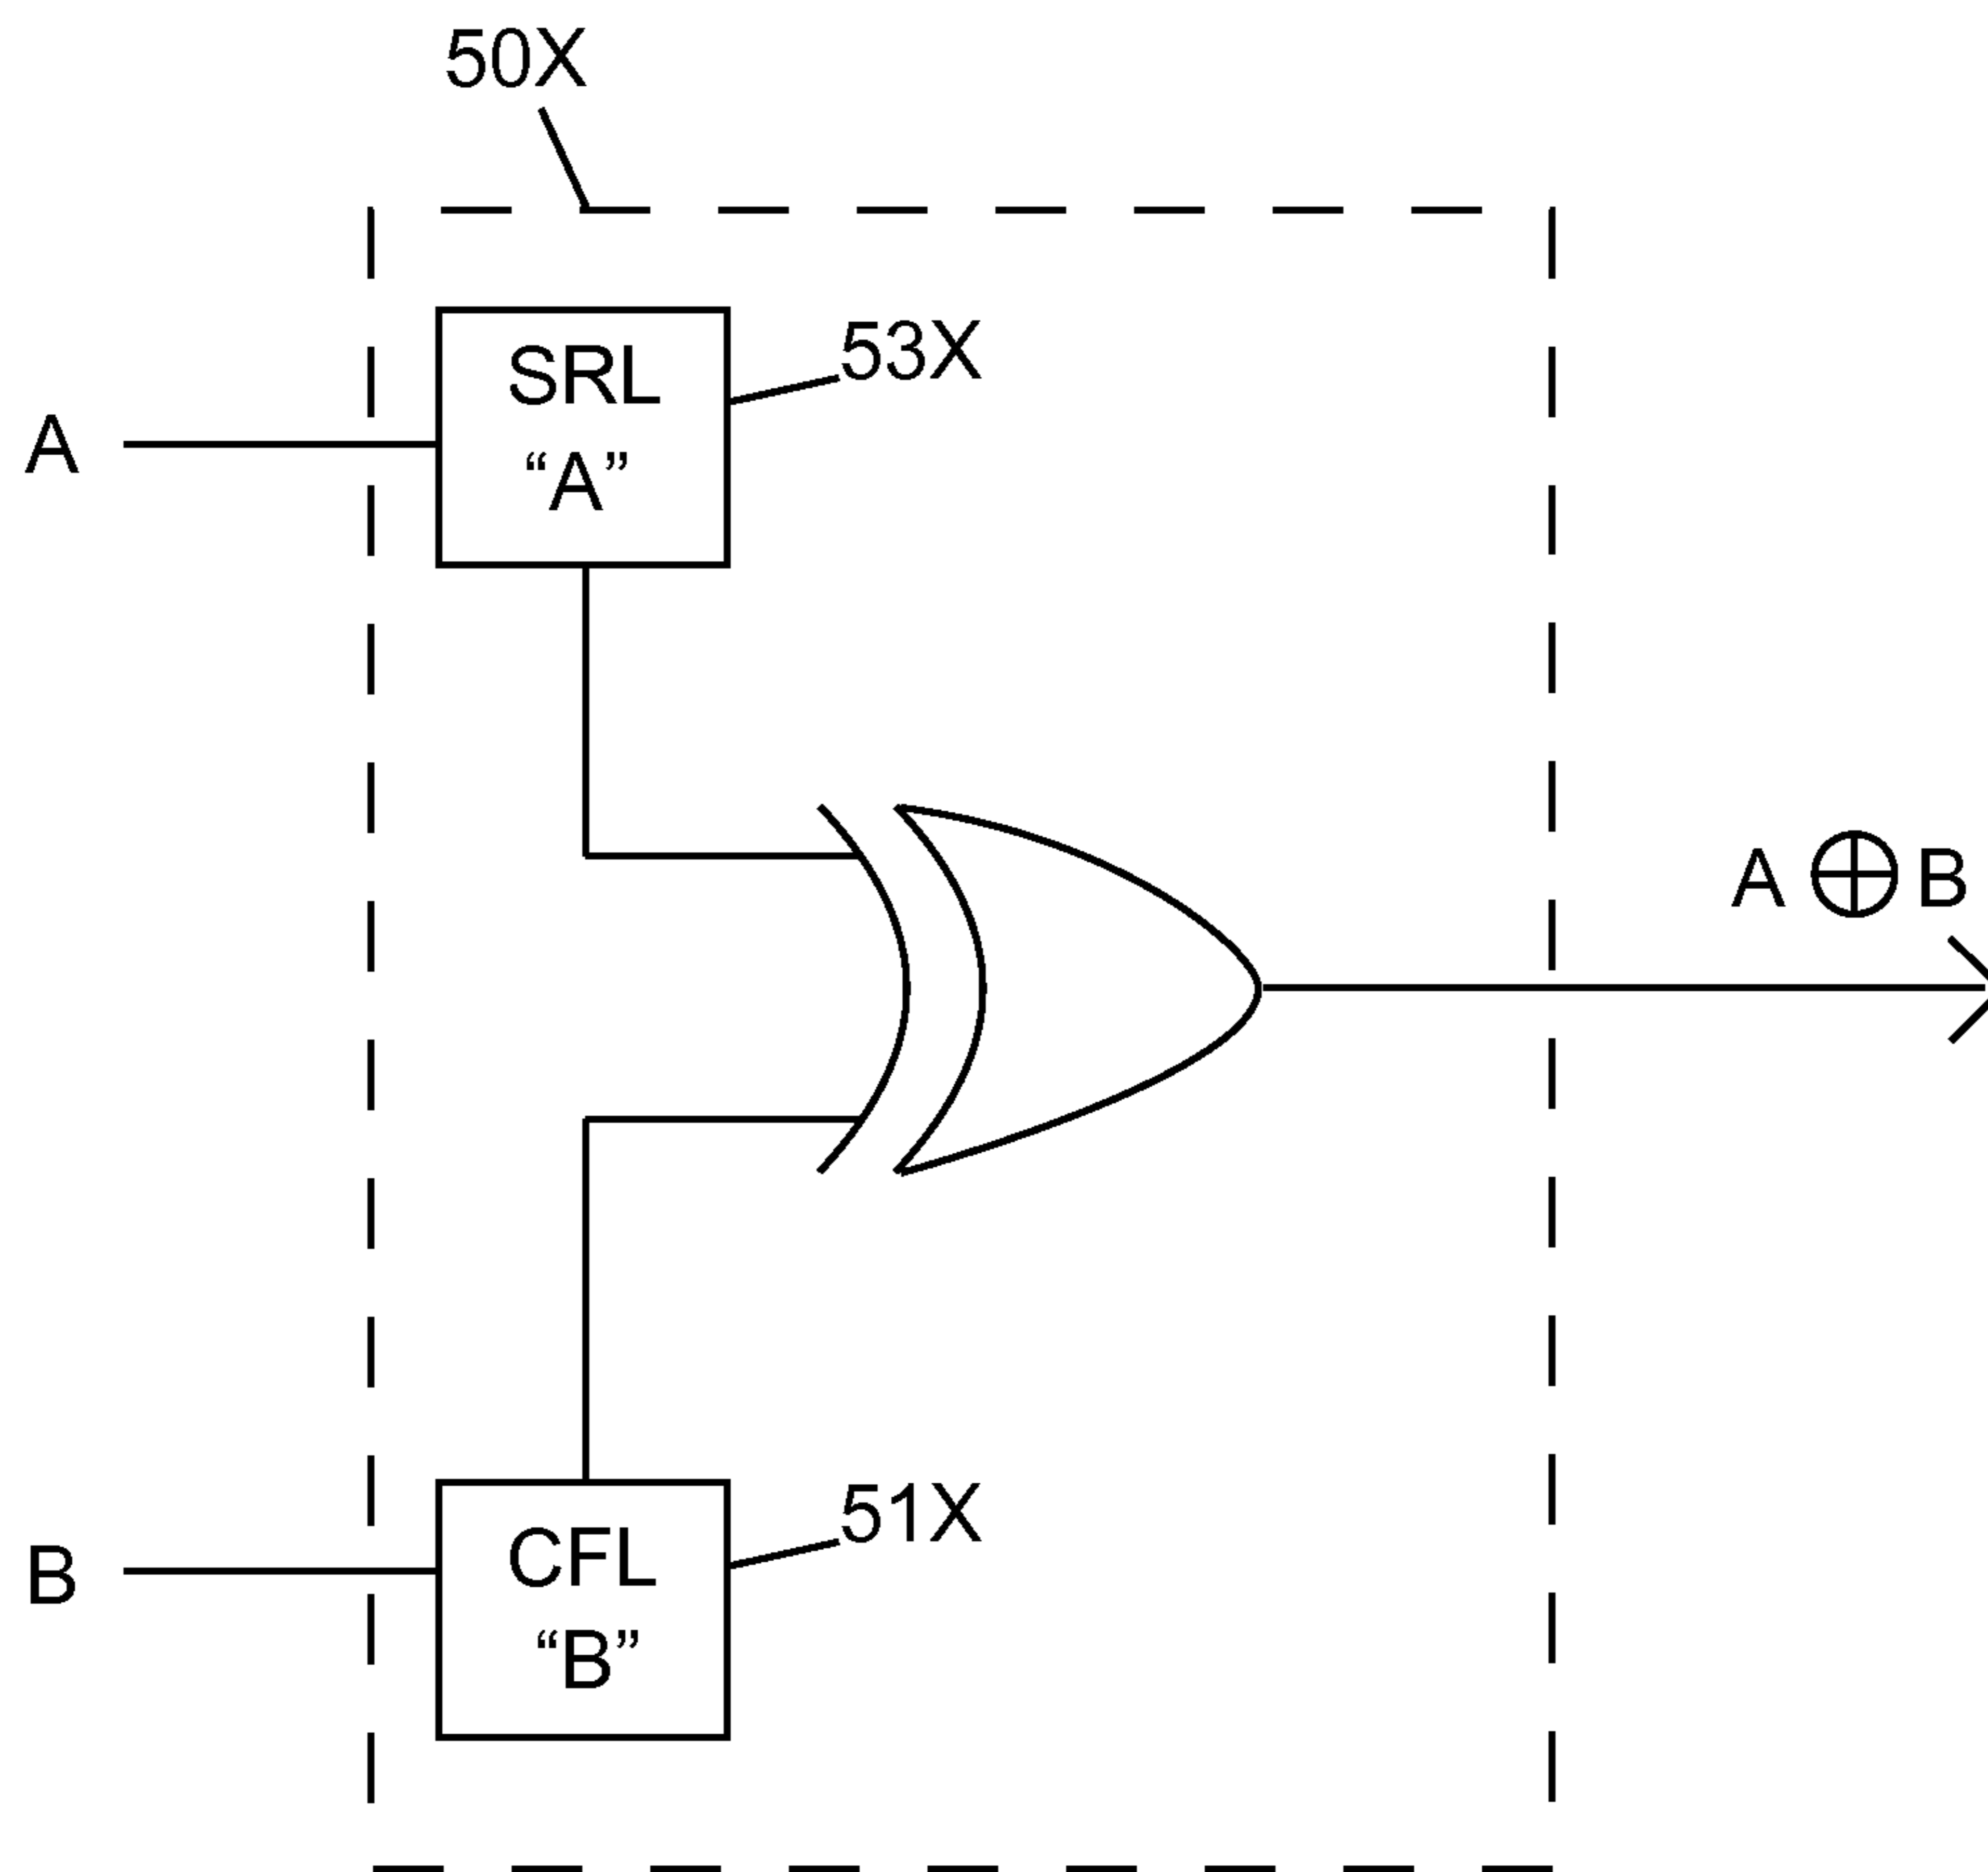 50X
SRL
“A”
53X
A
A ⊕ B
CFL
“B”
51X
B